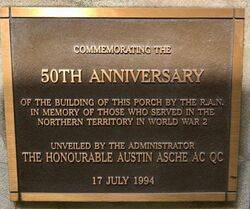 COMMEMORATING THE
50TH ANNIVERSARY
OF THE BUILDING OF THIS PORCH BY THE R.A.N.
IN MEMORY OF THOSE WHO SERVED IN THE
NORTHERN TERRITORY IN WORLD WAR 2
UNVEILED BY THE ADMINISTRATOR
THE HONOURABLE AUSTIN ASCHE AC QC
17 JULY 1994